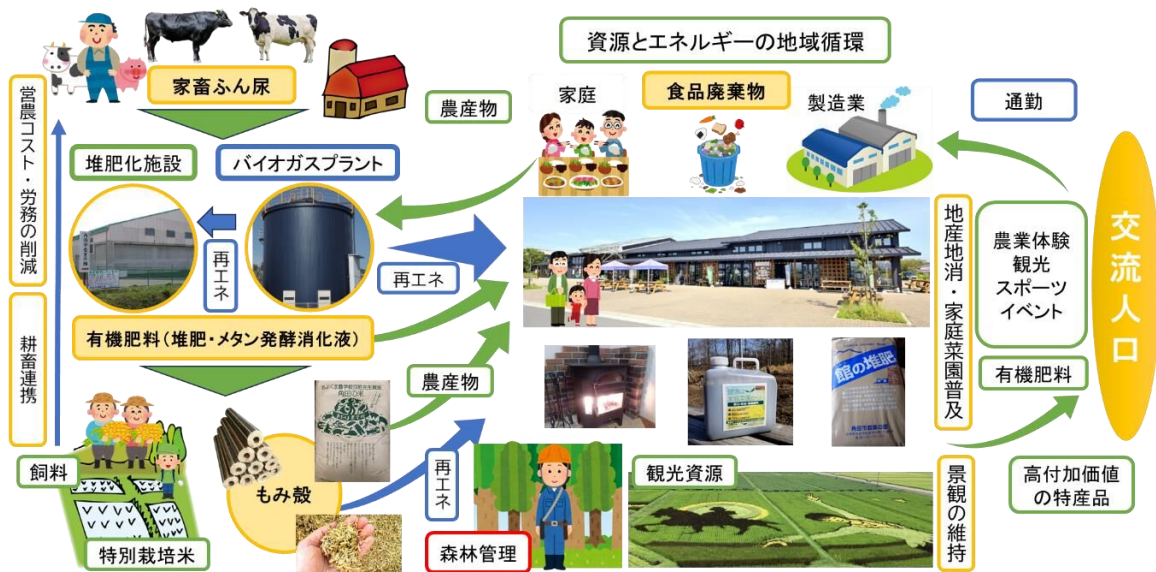 資源とエネルギーの地域循環
家畜ふん尿
農産物
家庭
食品廃棄物
製造業
通勤
営農コスト・労務の削減
堆肥化施設
バイオガスプラント
再エネ
再エネ
有機肥料(堆肥・メタン発酵消化液)
地産地消・家庭菜園普及
農業体験
観光
スポーツ
イベント
交流人口
耕畜連携
農産物
角田の米
館の堆肥
有機肥料
飼料
もみ殻
再エネ
観光資源
景観の維持
高付加価値
の特産品
特別栽培米
森林管理